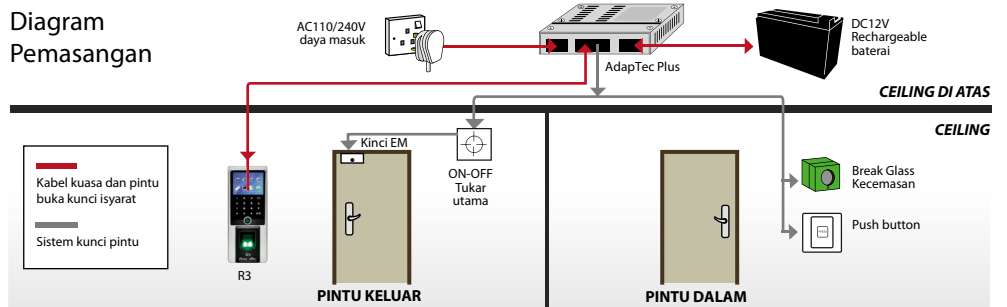 Diagram
Pemasangan
AC110/240V
daya masuk
AdapTec Plus
DC12V
Rechargeable
baterai
CEILING DI ATAS
CEILING
Kabel kuasa dan pintu
buka kunci isyarat
Sistem kunci pintu
R3
Kinci EM
ON-OFF
Tukar
utama
PINTU KELUAR
PINTU DALAM
Break Glass
Kecemasan
Push button